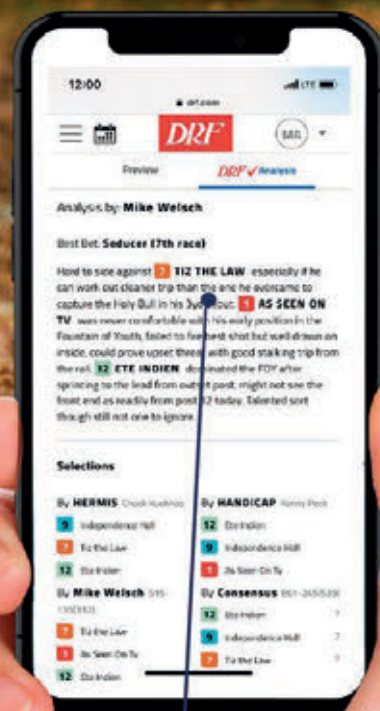 12:00
LTE
drf.com
DRF
Preview
DRF Analysis
Analysis by: Mike Welsch
Best Bet: Seducer (7th race)
Hard to side against 7 TIZ THE LAW especially if he
can work out cleaner trip than the one he overcame to
capture the Holy Bull in his 3yo but: 1 AS SEEN ON
TV was never comfortable with his early position in the
Fountain of Youth, failed to fire best shot but well drawn on
inside, could prove upset threat with good stalking trip from
the rail. 12 ETE INDIEN dominated the FOY after
sprinting to the lead from outpost post, might not see the
front end as readily from post 12 today. Talented sort
though still not one to ignore.
Selections
By HERMIS
By HANDICAP
9 Independence Hall
12 Ete Indien
7 Tiz the Law
9 Independence Hall
12 Ete Indien
1 As Seen On Tv
By Mike Welsch
By Consensus
7 Tiz the Law
12 Ete Indien 7
1 As Seen On Tv
9 Independence Hall 7
12 Ete Indien
7 Tiz the Law